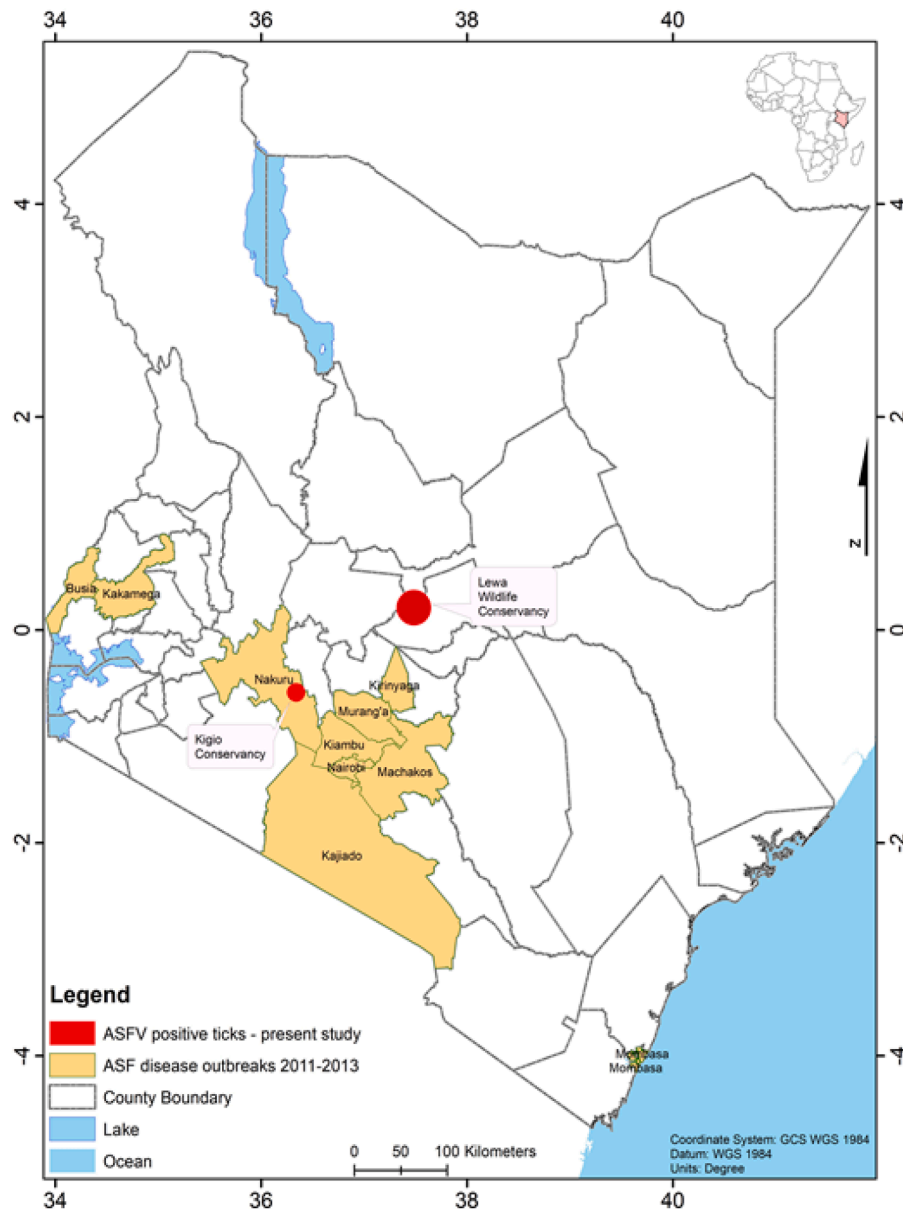 34
36
38
40
4
4
2
2
0
0
-2
-2
-4
-4
N
Lewa
Wildlife
Conservancy
Busia
Kakamega
Nakuru
Kirinyaga
Murang'a
Kigio
Conservancy
Kiambu
Nairobi
Machakos
Kajiado
Mombasa
Mombasa
Legend
ASFV positive ticks - present study
ASF disease outbreaks 2011-2013
County Boundary
Lake
Ocean
0 50 100 Kilometers
Coordinate System: GCS WGS 1984
Datum: WGS 1984
Units: Degree
34
36
38
40